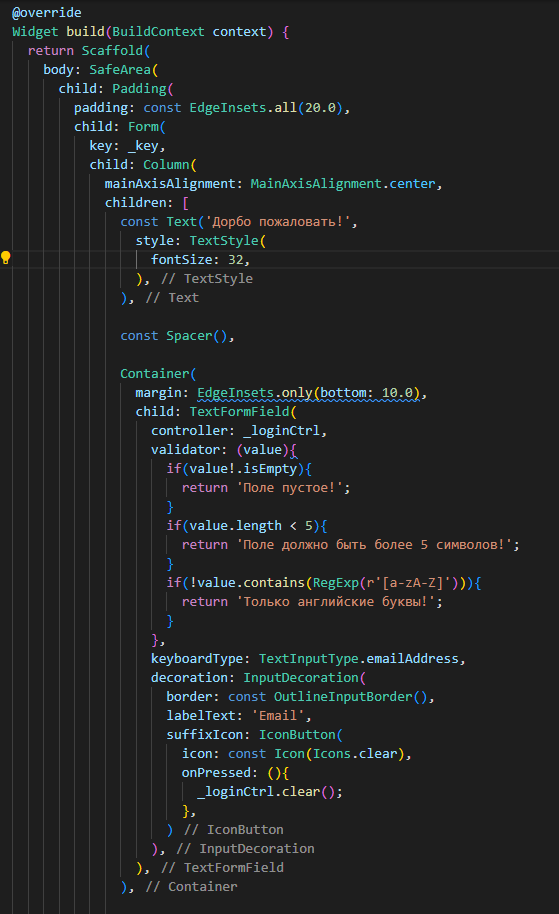 @override
Widget build(BuildContext context) {
  return Scaffold(
    body: SafeArea(
      child: Padding(
        padding: const EdgeInsets.all(20.0),
        child: Form(
          key: _key,
          child: Column(
            mainAxisAlignment: MainAxisAlignment.center,
            children: [
              const Text('Дорбо пожаловать!',
                style: TextStyle(
                  fontSize: 32,
                ), // TextStyle
              ), // Text

              const Spacer(),

              Container(
                margin: EdgeInsets.only(bottom: 10.0),
                child: TextFormField(
                  controller: _loginCtrl,
                  validator: (value){
                    if(value!.isEmpty){
                      return 'Поле пустое!';
                    }
                    if(value.length < 5){
                      return 'Поле должно быть более 5 символов!';
                    }
                    if(!value.contains(RegExp(r'[a-zA-Z]'))){
                      return 'Только английские буквы!';
                    }
                  },
                  keyboardType: TextInputType.emailAddress,
                  decoration: InputDecoration(
                    border: const OutlineInputBorder(),
                    labelText: 'Email',
                    suffixIcon: IconButton(
                      icon: const Icon(Icons.clear),
                      onPressed: (){
                        _loginCtrl.clear();
                      },
                    ) // IconButton
                  ), // InputDecoration
                ), // TextFormField
              ), // Container